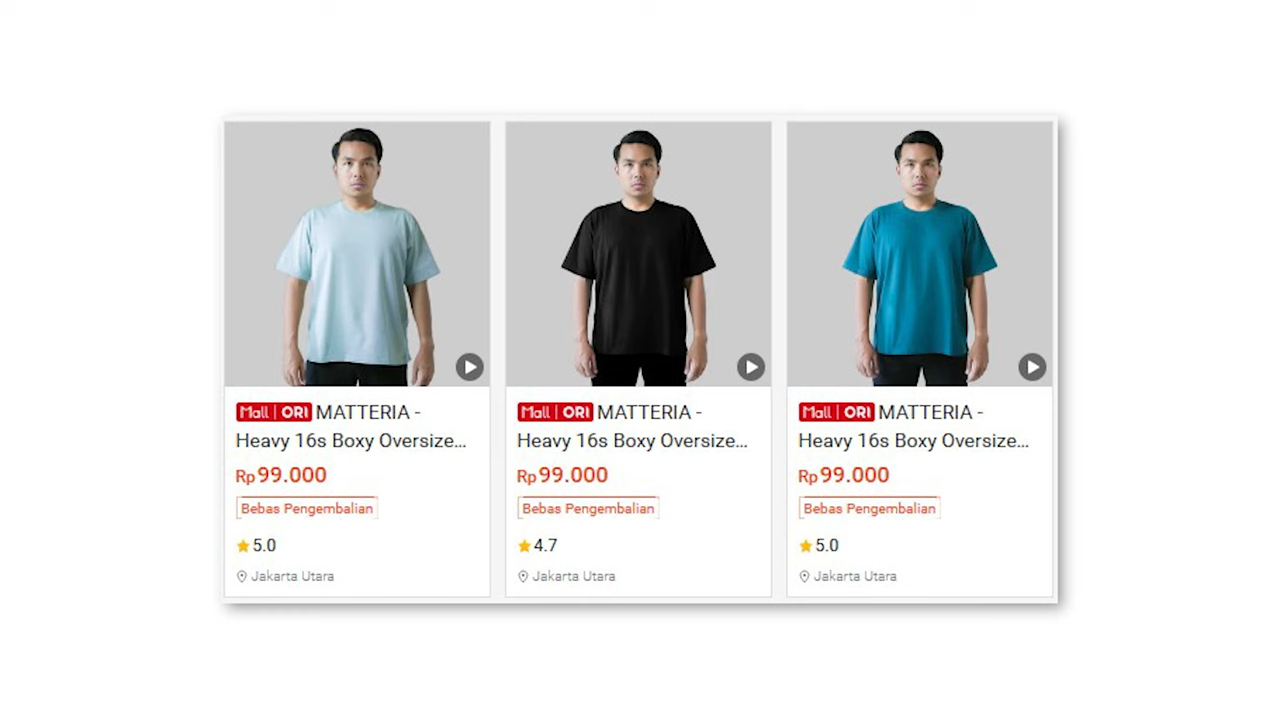 Mall | ORI MATTERIA -
Heavy 16s Boxy Oversize...
Rp99.000
Bebas Pengembalian
5.0
Jakarta Utara
Mall | ORI MATTERIA -
Heavy 16s Boxy Oversize...
Rp99.000
Bebas Pengembalian
4.7
Jakarta Utara
Mall | ORI MATTERIA -
Heavy 16s Boxy Oversize...
Rp99.000
Bebas Pengembalian
5.0
Jakarta Utara